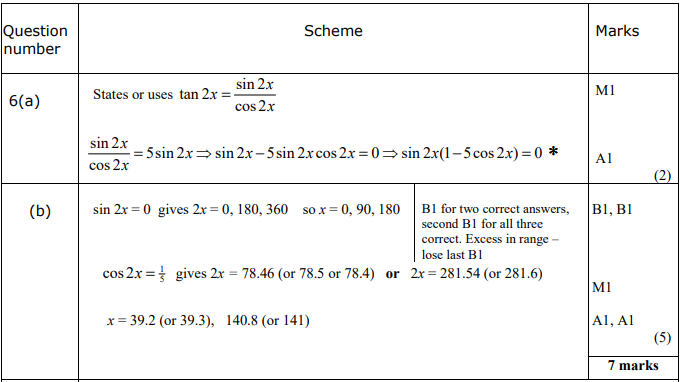 Question number
Scheme
Marks
6(a)
States or uses tan 2x = sin 2x / cos 2x
M1
sin 2x / cos 2x = 5 sin 2x ⇒ sin 2x − 5 sin 2x cos 2x = 0 ⇒ sin 2x(1 − 5 cos 2x) = 0 *
A1
(2)
(b)
sin 2x = 0 gives 2x = 0, 180, 360 so x = 0, 90, 180
B1 for two correct answers,
second B1 for all three
correct. Excess in range –
lose last B1
B1, B1
cos 2x = 1/5 gives 2x = 78.46 (or 78.5 or 78.4) or 2x = 281.54 (or 281.6)
M1
x = 39.2 (or 39.3), 140.8 (or 141)
A1, A1
(5)
7 marks